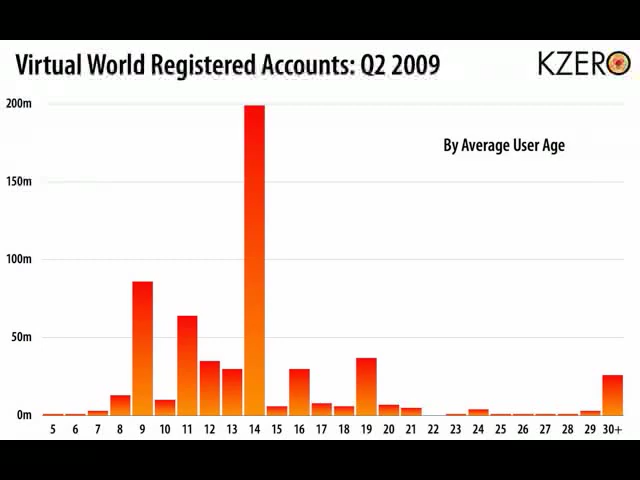 Virtual World Registered Accounts: Q2 2009
KZERO
200m
By Average User Age
150m
100m
50m
0m
5 6 7 8 9 10 11 12 13 14 15 16 17 18 19 20 21 22 23 24 25 26 27 28 29 30+